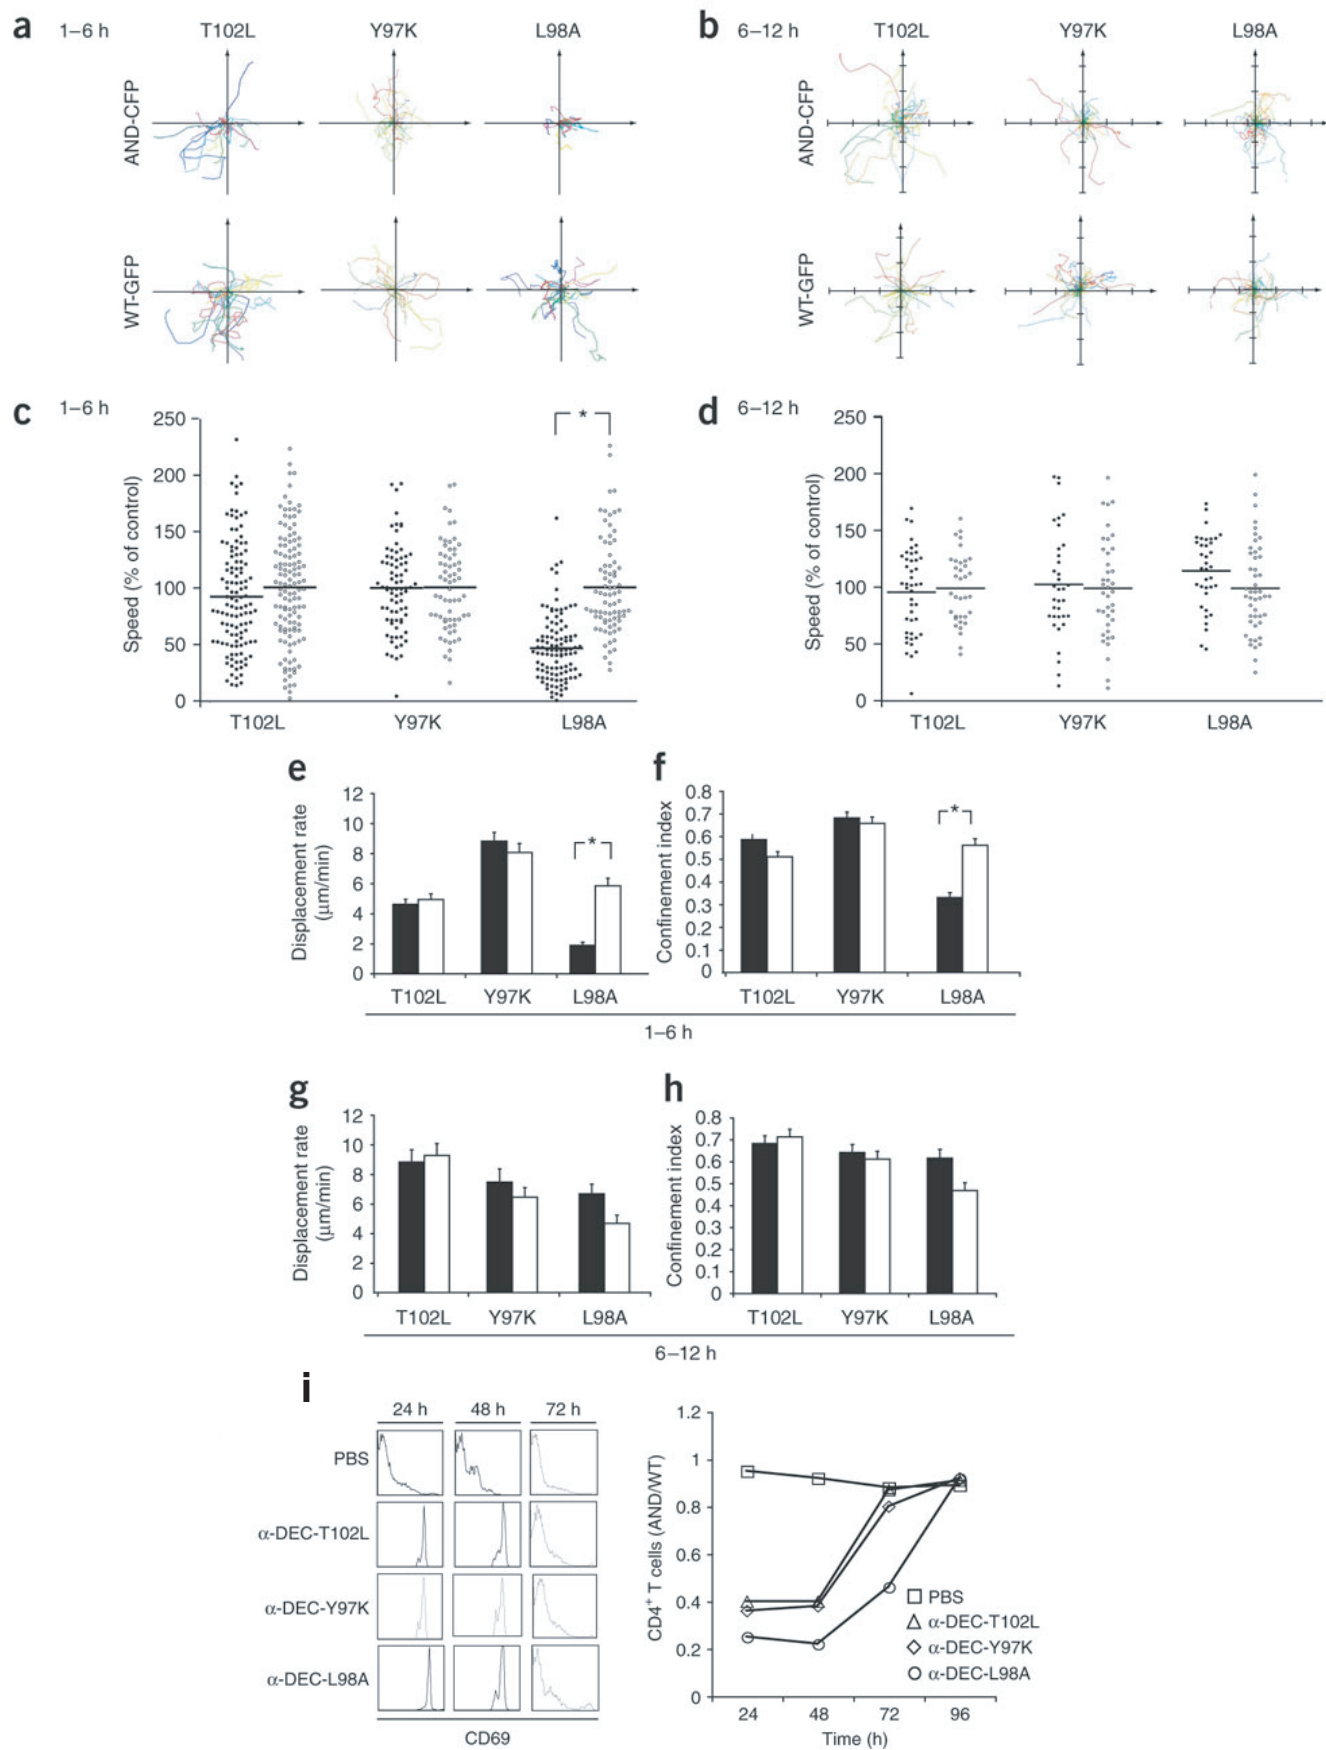 a 1–6 h T102L Y97K L98A
AND-CFP
WT-GFP
b 6–12 h T102L Y97K L98A
AND-CFP
WT-GFP
c 1–6 h
Speed (% of control)
250
200
150
100
50
0
*
T102L Y97K L98A
d 6–12 h
Speed (% of control)
250
200
150
100
50
0
T102L Y97K L98A
e
Displacement rate
(μm/min)
12
10
8
6
4
2
0
*
T102L Y97K L98A
f
Confinement index
0.8
0.7
0.6
0.5
0.4
0.3
0.2
0.1
0
*
T102L Y97K L98A
1–6 h
g
Displacement rate
(μm/min)
12
10
8
6
4
2
0
T102L Y97K L98A
h
Confinement index
0.8
0.7
0.6
0.5
0.4
0.3
0.2
0.1
0
T102L Y97K L98A
6–12 h
i
24 h 48 h 72 h
PBS
α-DEC-T102L
α-DEC-Y97K
α-DEC-L98A
CD69
CD4⁺ T cells (AND/WT)
1.2
1
0.8
0.6
0.4
0.2
0
PBS
α-DEC-T102L
α-DEC-Y97K
α-DEC-L98A
24 48 72 96
Time (h)